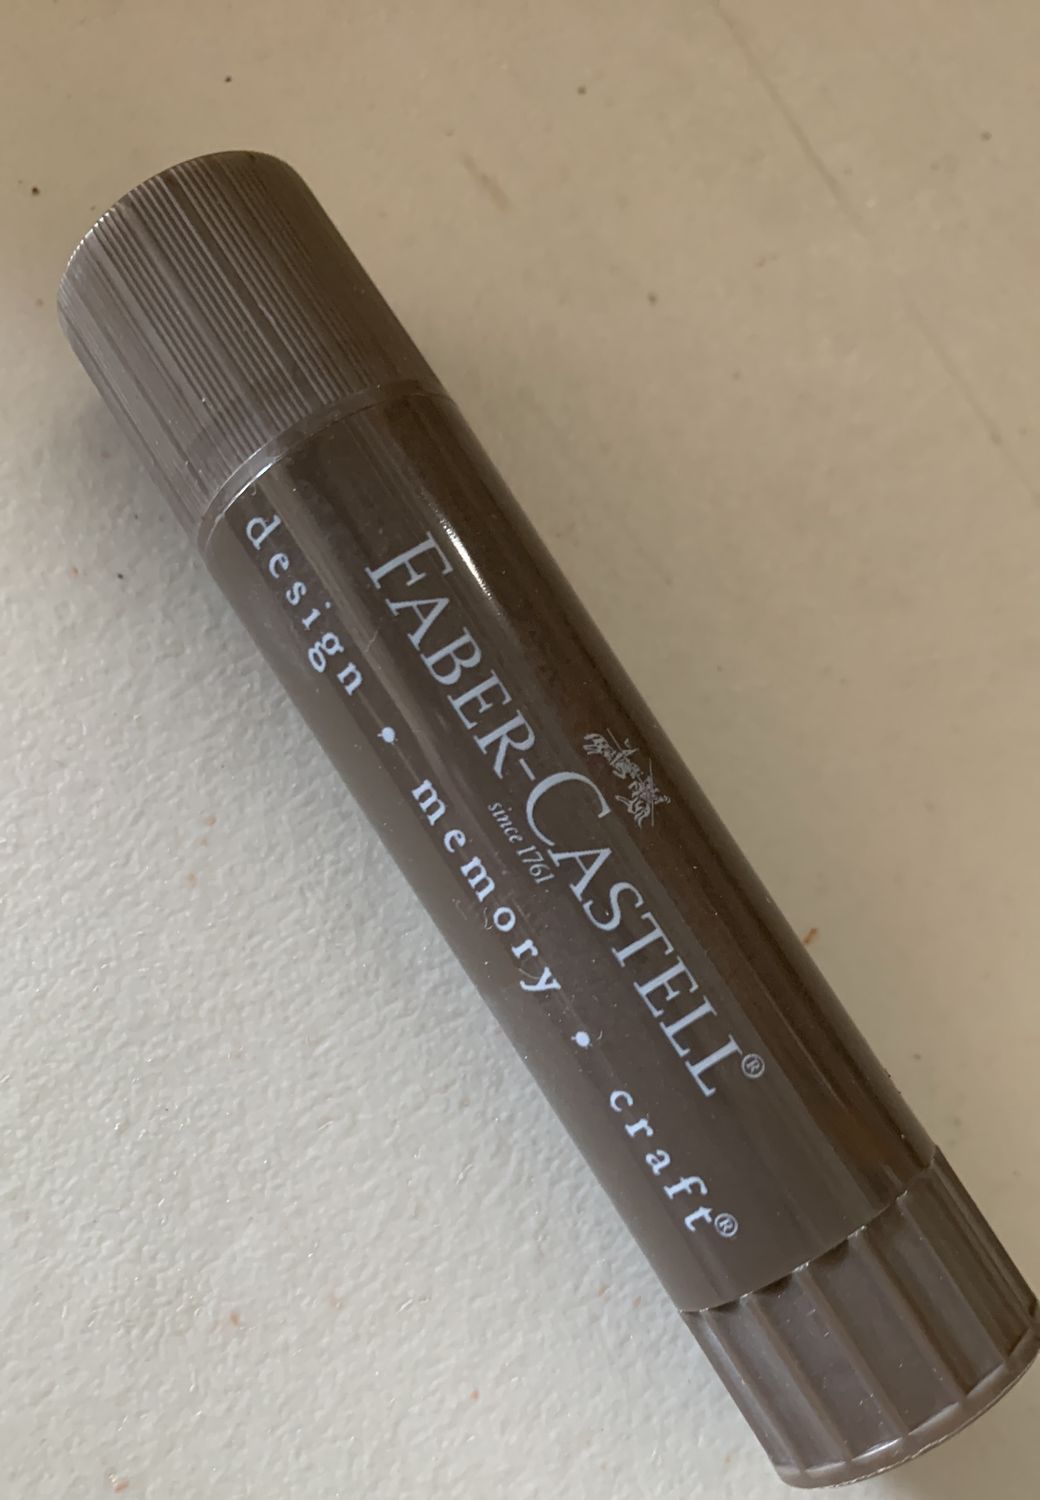 FABER-CASTELL®
since 1761
design • memory • craft®